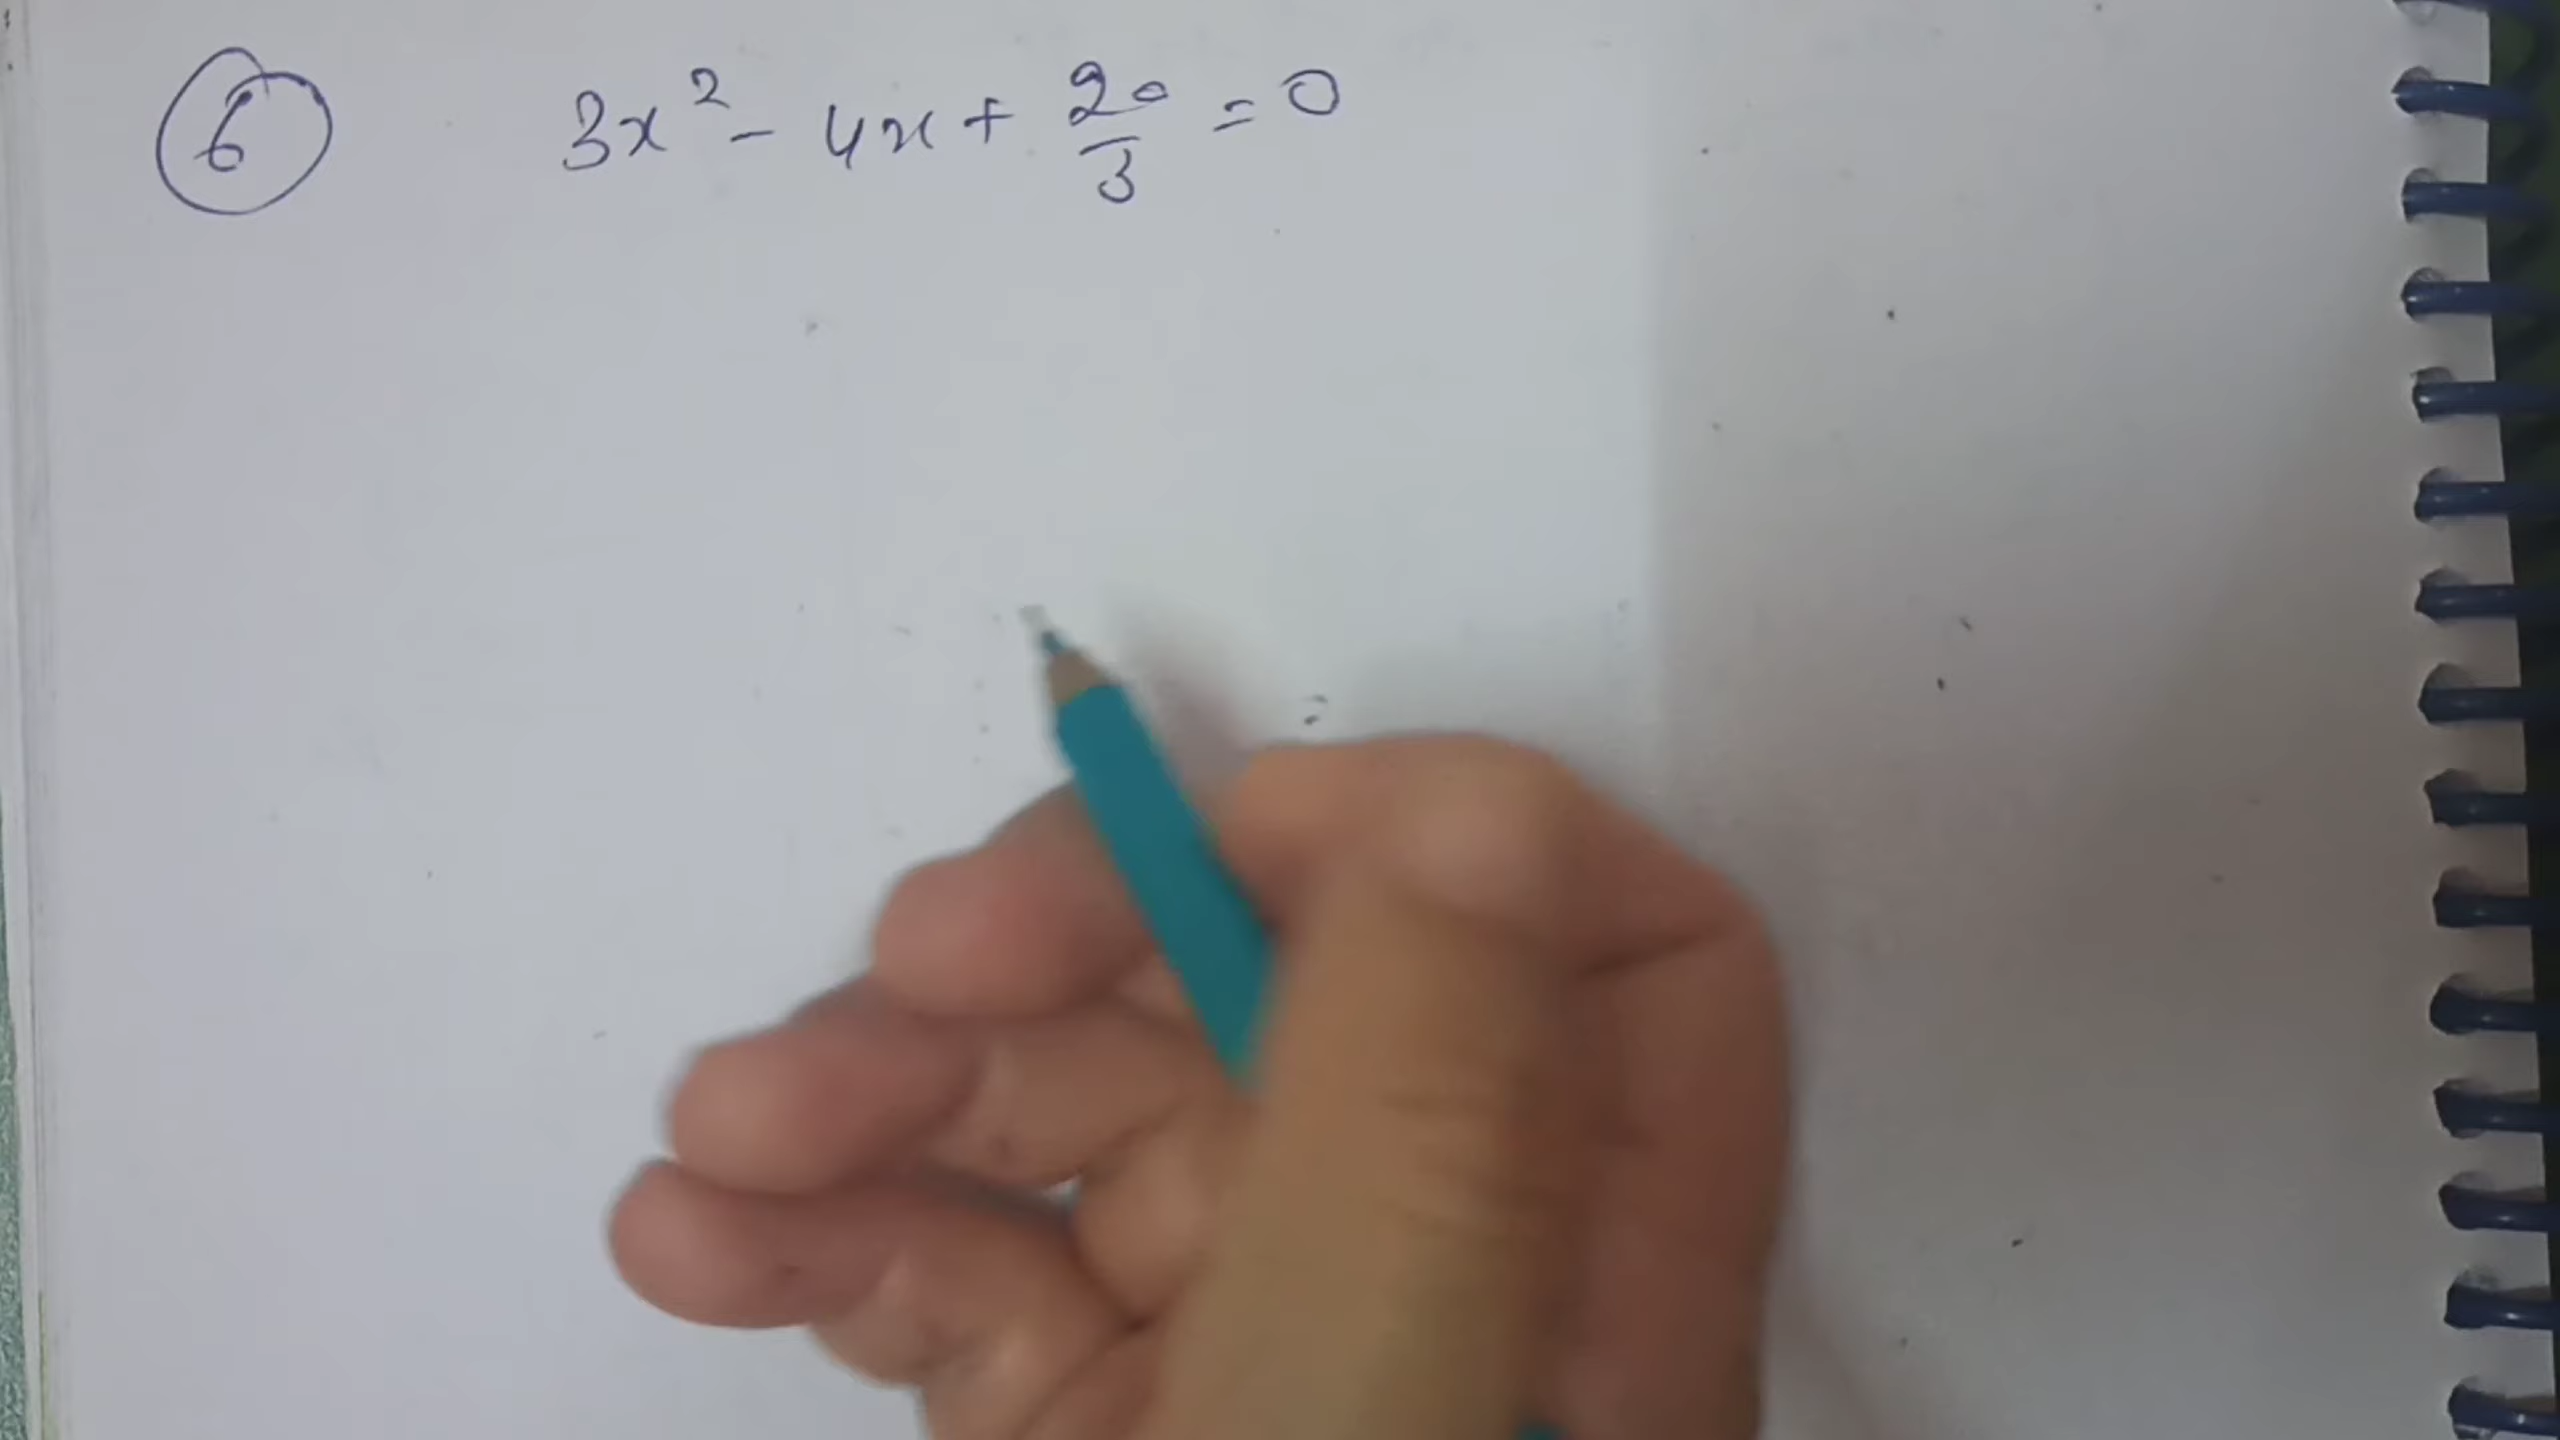 6 3x² - 4x + 20/3 = 0